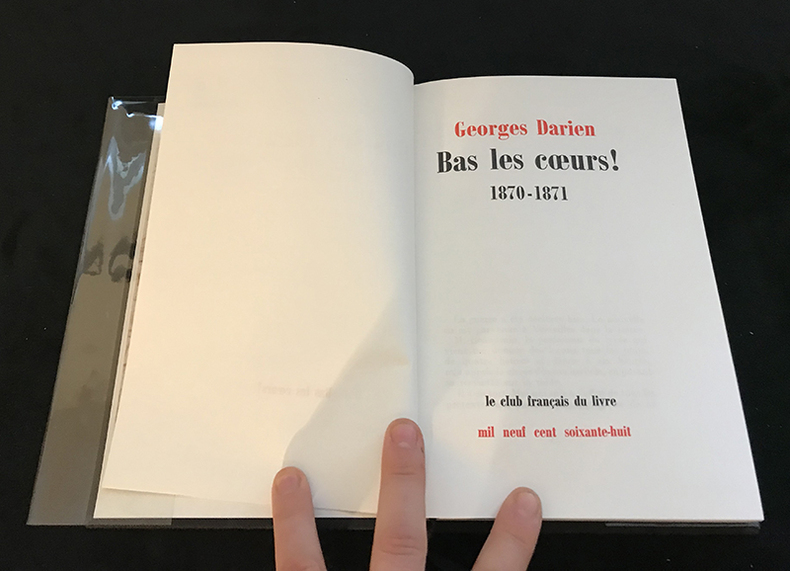 Georges Darien
Bas les cœurs!
1870-1871
le club français du livre
mil neuf cent soixante-huit